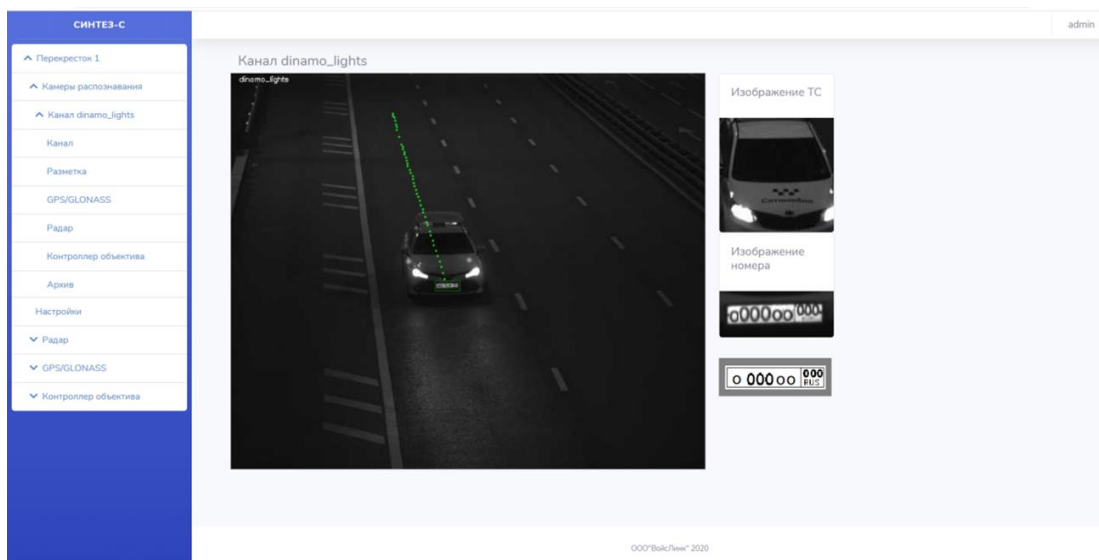 СИНТЕЗ-С
admin
Перекресток 1
Камеры распознавания
Канал dinamo_lights
Канал
Разметка
GPS/GLONASS
Радар
Контроллер объектива
Архив
Настройки
Радар
GPS/GLONASS
Контроллер объектива
Канал dinamo_lights
dinamo_lights
Изображение ТС
Изображение
номера
о000оо 000
о 000 оо 000
RUS
ООО"ВойсЛинк" 2020